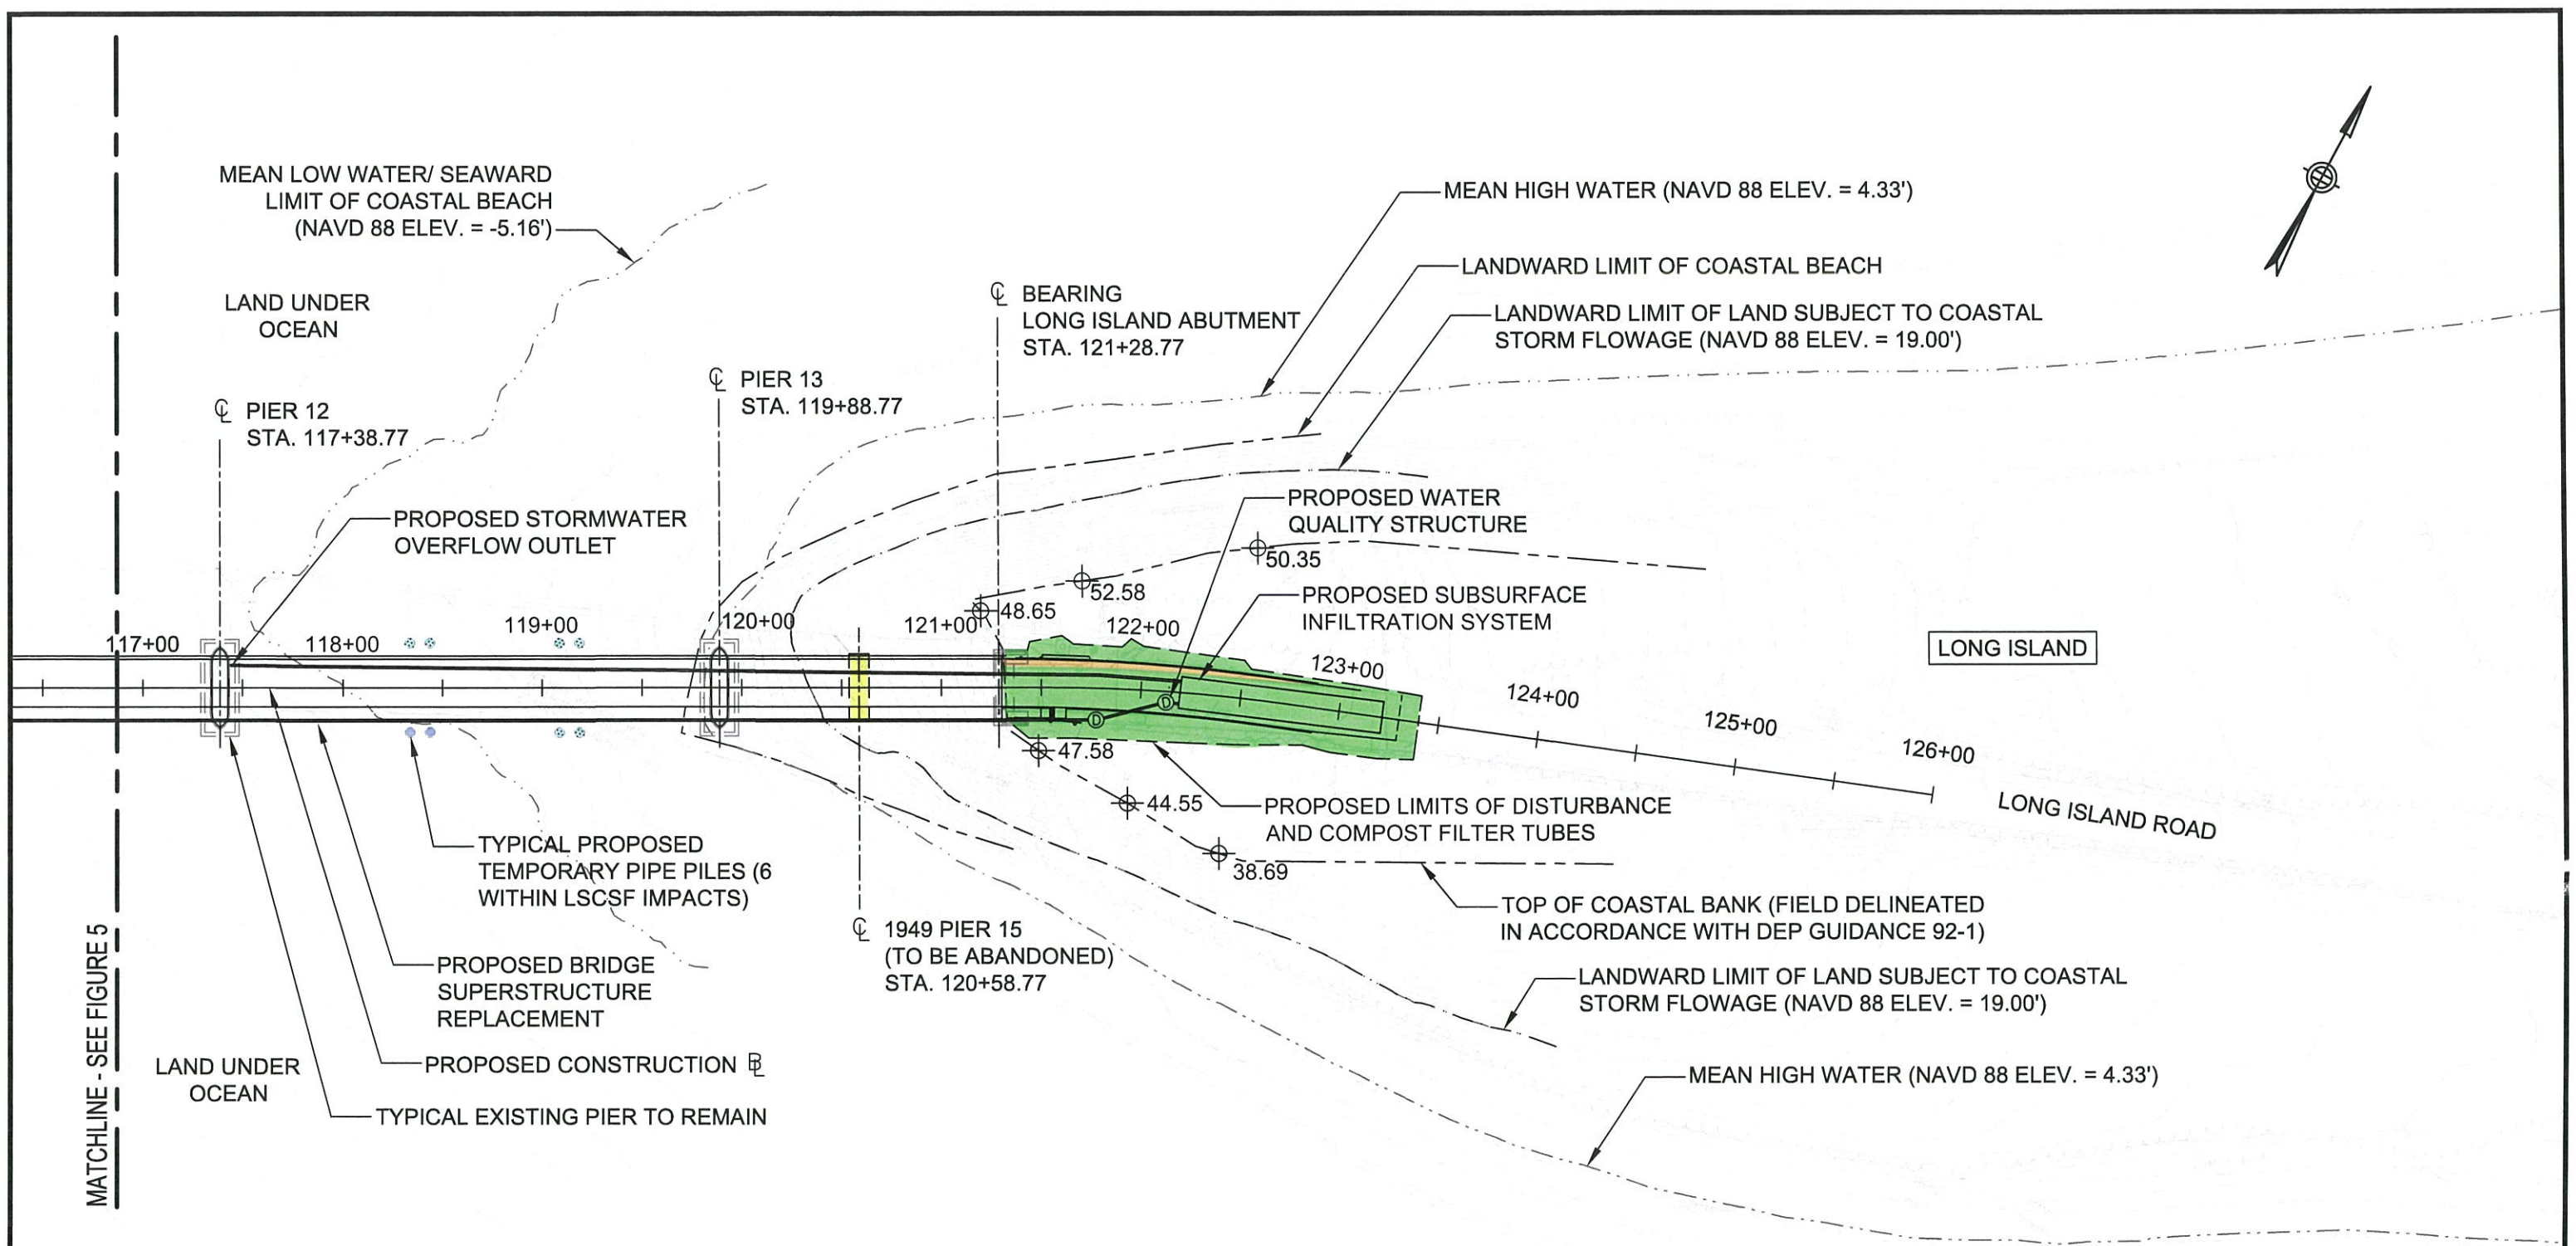 MEAN LOW WATER/ SEAWARD
LIMIT OF COASTAL BEACH
(NAVD 88 ELEV. = -5.16')
LAND UNDER
OCEAN
MEAN HIGH WATER (NAVD 88 ELEV. = 4.33')
LANDWARD LIMIT OF COASTAL BEACH
LANDWARD LIMIT OF LAND SUBJECT TO COASTAL
STORM FLOWAGE (NAVD 88 ELEV. = 19.00')
℄ BEARING
LONG ISLAND ABUTMENT
STA. 121+28.77
℄ PIER 13
STA. 119+88.77
℄ PIER 12
STA. 117+38.77
PROPOSED STORMWATER
OVERFLOW OUTLET
PROPOSED WATER
QUALITY STRUCTURE
50.35
52.58
48.65
PROPOSED SUBSURFACE
INFILTRATION SYSTEM
117+00
118+00
119+00
120+00
121+00
122+00
123+00
124+00
125+00
126+00
LONG ISLAND
D
D
LONG ISLAND ROAD
47.58
44.55
38.69
PROPOSED LIMITS OF DISTURBANCE
AND COMPOST FILTER TUBES
TYPICAL PROPOSED
TEMPORARY PIPE PILES (6
WITHIN LSCSF IMPACTS)
℄ 1949 PIER 15
(TO BE ABANDONED)
STA. 120+58.77
TOP OF COASTAL BANK (FIELD DELINEATED
IN ACCORDANCE WITH DEP GUIDANCE 92-1)
PROPOSED BRIDGE
SUPERSTRUCTURE
REPLACEMENT
LANDWARD LIMIT OF LAND SUBJECT TO COASTAL
STORM FLOWAGE (NAVD 88 ELEV. = 19.00')
PROPOSED CONSTRUCTION BL
LAND UNDER
OCEAN
MEAN HIGH WATER (NAVD 88 ELEV. = 4.33')
TYPICAL EXISTING PIER TO REMAIN
MATCHLINE - SEE FIGURE 5